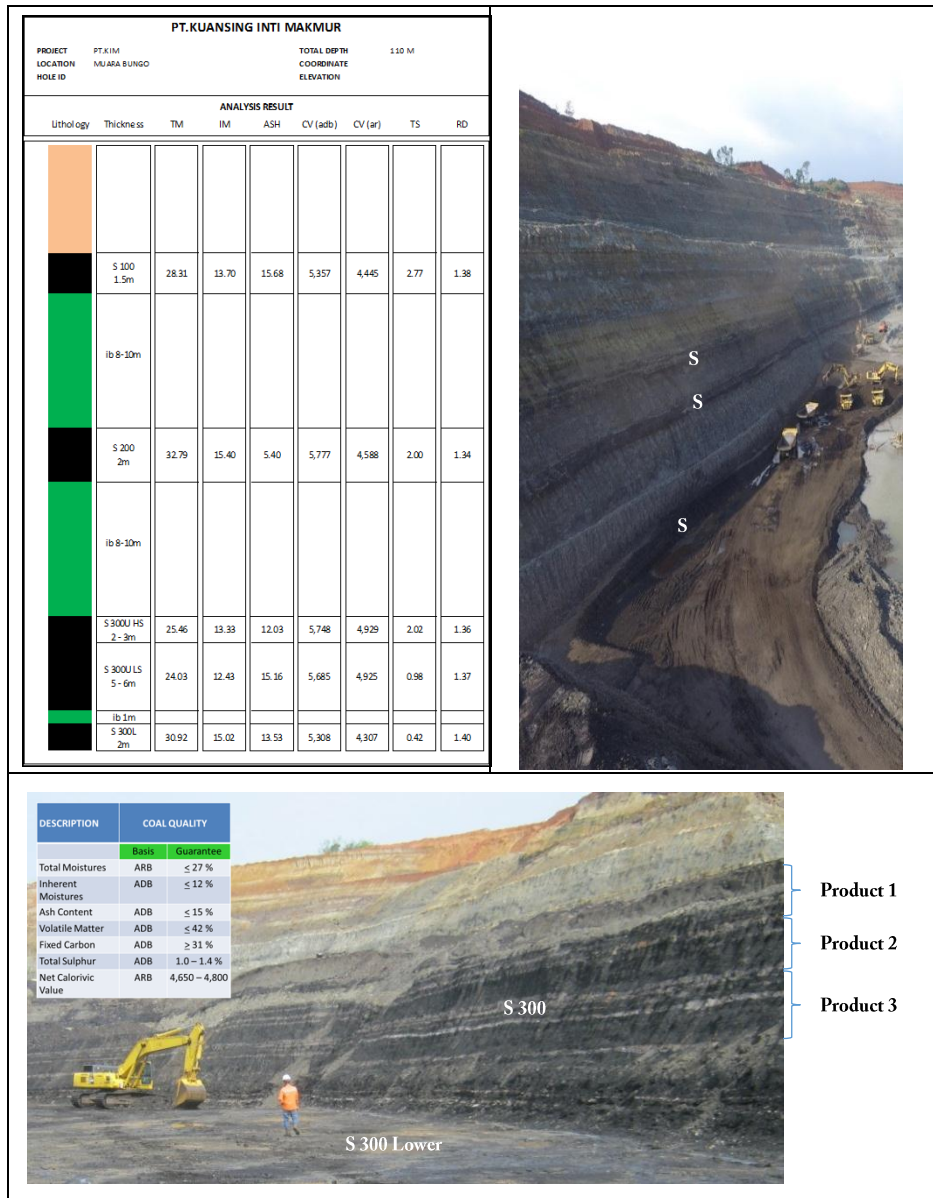 PT.KUANSING INTI MAKMUR
PROJECT PT.KIM TOTAL DEPTH 110 M
LOCATION MUARA BUNGO COORDINATE
HOLE ID ELEVATION
ANALYSIS RESULT
Lithology Thickness TM IM ASH CV (adb) CV (ar) TS RD
S 100
1.5m 28.31 13.70 15.68 5,357 4,445 2.77 1.38
ib 8-10m
S 200
2m 32.79 15.40 5.40 5,777 4,588 2.00 1.34
ib 8-10m
S 300U HS
2 - 3m 25.46 13.33 12.03 5,748 4,929 2.02 1.36
S 300U LS
5 - 6m 24.03 12.43 15.16 5,685 4,925 0.98 1.37
ib 1m
S 300L
2m 30.92 15.02 13.53 5,308 4,307 0.42 1.40
S
S
S
DESCRIPTION COAL QUALITY
Basis Guarantee
Total Moistures ARB ≤ 27 %
Inherent
Moistures ADB ≤ 12 %
Ash Content ADB ≤ 15 %
Volatile Matter ADB ≤ 42 %
Fixed Carbon ADB ≥ 31 %
Total Sulphur ADB 1.0 – 1.4 %
Net Calorivic
Value ARB 4,650 – 4,800
Product 1
Product 2
Product 3
S 300
S 300 Lower